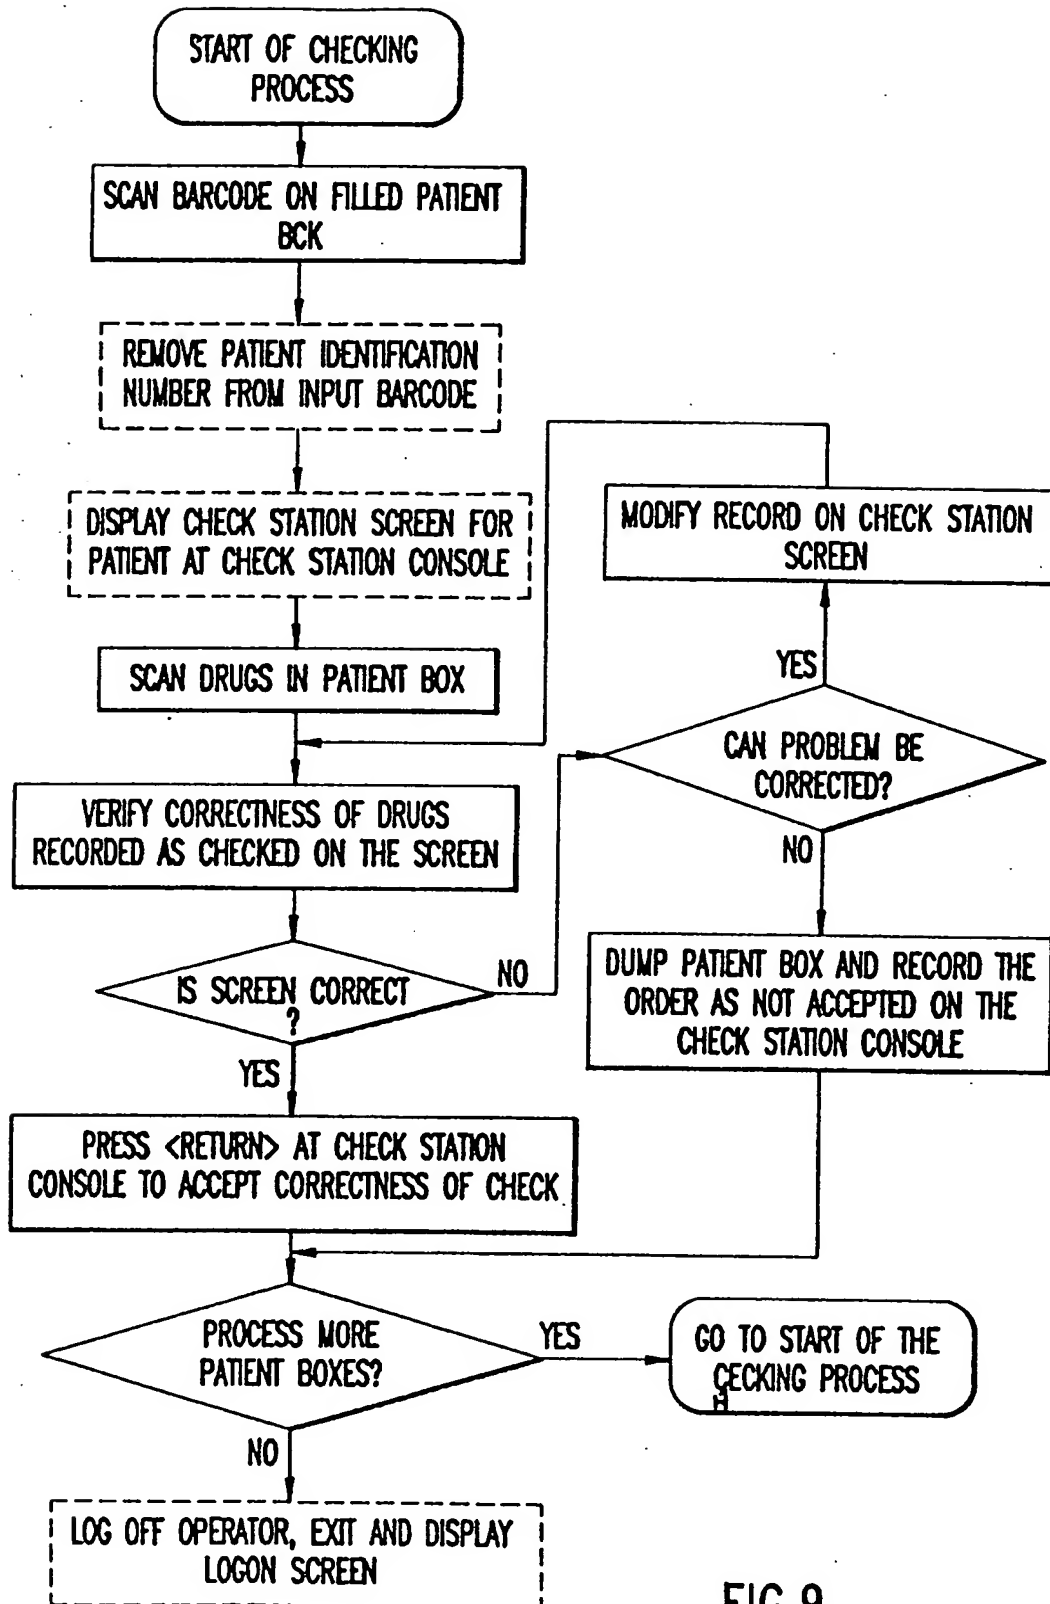 START OF CHECKING
PROCESS
SCAN BARCODE ON FILLED PATIENT
BCK
REMOVE PATIENT IDENTIFICATION
NUMBER FROM INPUT BARCODE
DISPLAY CHECK STATION SCREEN FOR
PATIENT AT CHECK STATION CONSOLE
SCAN DRUGS IN PATIENT BOX
VERIFY CORRECTNESS OF DRUGS
RECORDED AS CHECKED ON THE SCREEN
IS SCREEN CORRECT
?
NO
YES
MODIFY RECORD ON CHECK STATION
SCREEN
YES
CAN PROBLEM BE
CORRECTED?
NO
DUMP PATIENT BOX AND RECORD THE
ORDER AS NOT ACCEPTED ON THE
CHECK STATION CONSOLE
PRESS <RETURN> AT CHECK STATION
CONSOLE TO ACCEPT CORRECTNESS OF CHECK
PROCESS MORE
PATIENT BOXES?
YES
GO TO START OF THE
CECKING PROCESS
H
NO
LOG OFF OPERATOR, EXIT AND DISPLAY
LOGON SCREEN
FIG. 9